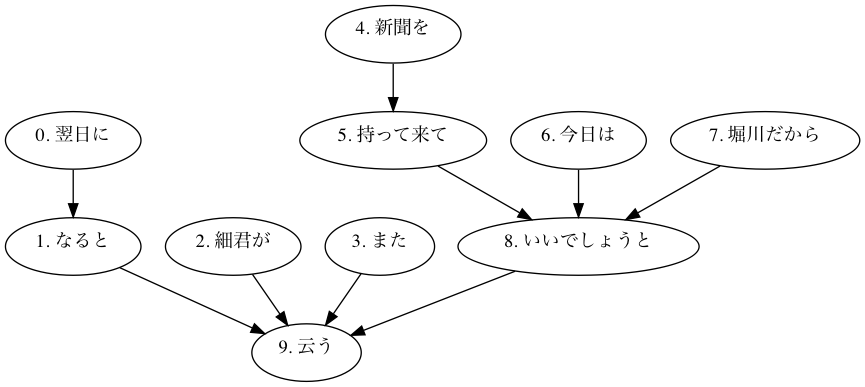 4. 新聞を
0. 翌日に
5. 持って来て
6. 今日は
7. 堀川だから
1. なると
2. 細君が
3. また
8. いいでしょうと
9. 云う